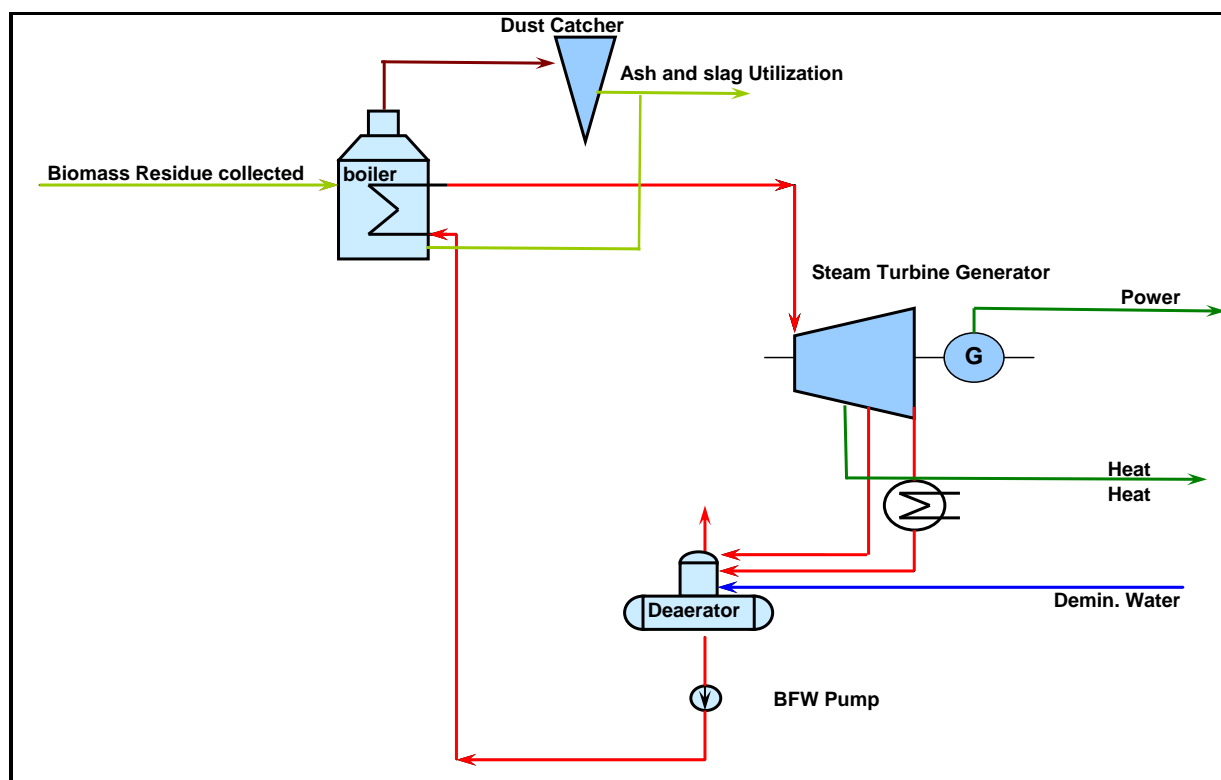 Dust Catcher
Ash and slag Utilization
Biomass Residue collected
boiler
Steam Turbine Generator
Power
G
Heat
Heat
Deaerator
Demin. Water
BFW Pump